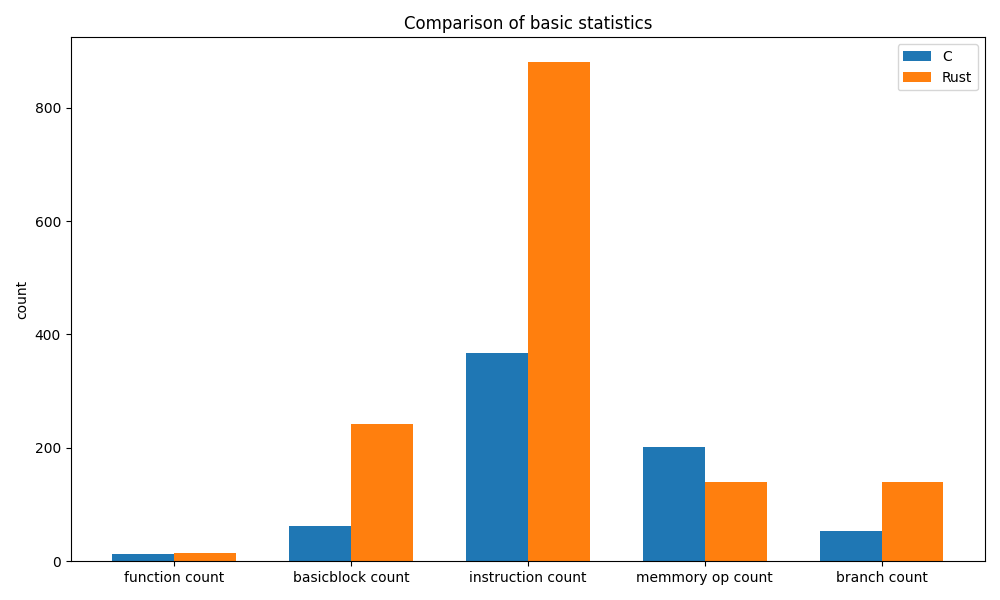 Comparison of basic statistics
C
Rust
count
800
600
400
200
0
function count
basicblock count
instruction count
memmory op count
branch count